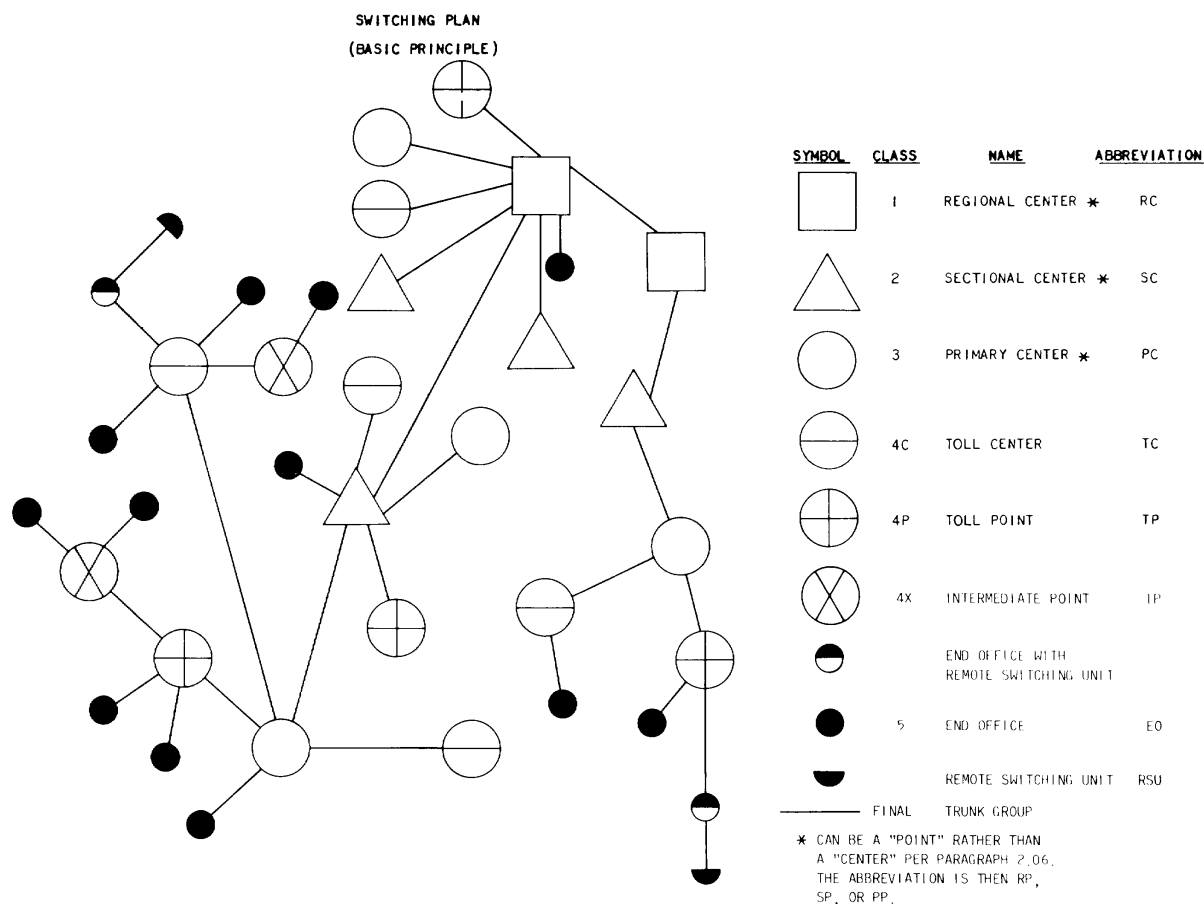 SWITCHING PLAN
(BASIC PRINCIPLE)
SYMBOL CLASS NAME ABBREVIATION
1 REGIONAL CENTER * RC
2 SECTIONAL CENTER * SC
3 PRIMARY CENTER * PC
4C TOLL CENTER TC
4P TOLL POINT TP
4X INTERMEDIATE POINT IP
END OFFICE WITH
REMOTE SWITCHING UNIT
5 END OFFICE EO
REMOTE SWITCHING UNIT RSU
FINAL TRUNK GROUP
* CAN BE A "POINT" RATHER THAN
A "CENTER" PER PARAGRAPH 2.06.
THE ABBREVIATION IS THEN RP,
SP, OR PP.